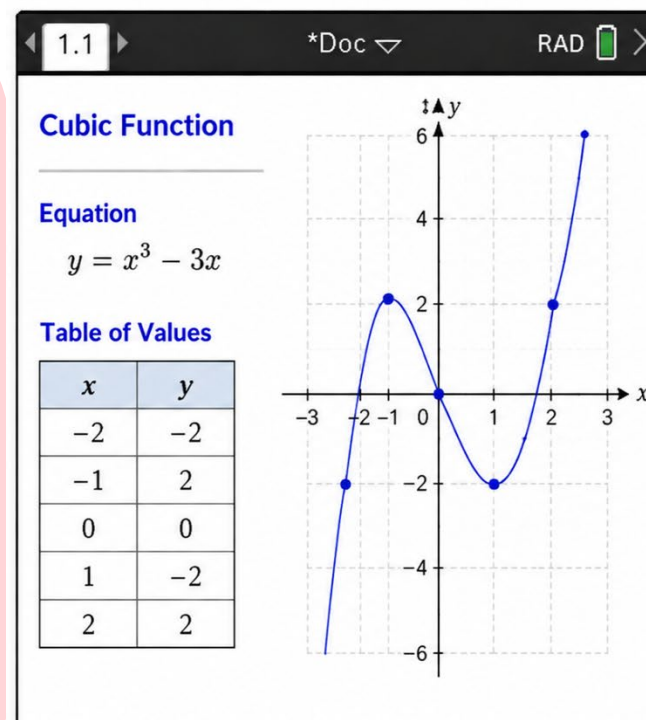 1.1
*Doc
RAD
Cubic Function
Equation
y = x³ − 3x
Table of Values
x y
−2 −2
−1 2
0 0
1 −2
2 2
y
6
4
2
−3 −2 −1 0 1 2 3 x
−2
−4
−6